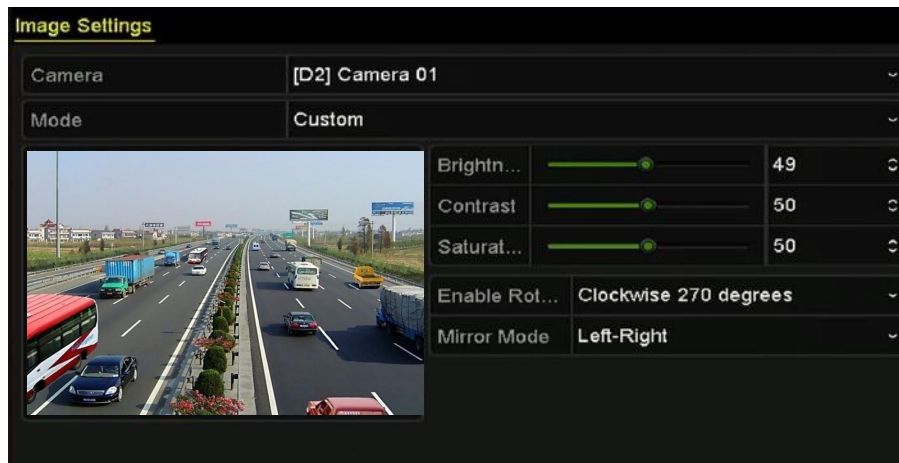 Image Settings
Camera [D2] Camera 01
Mode Custom
Brightn... 49
Contrast 50
Saturat... 50
Enable Rot... Clockwise 270 degrees
Mirror Mode Left-Right